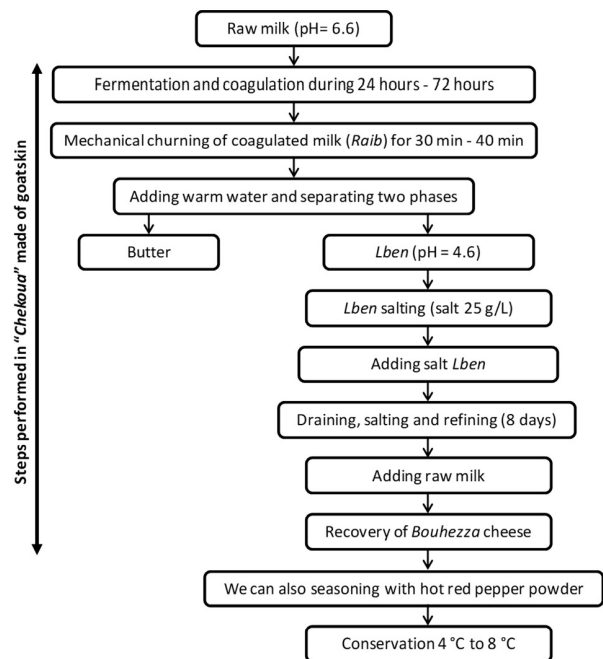 Raw milk (pH= 6.6)
Fermentation and coagulation during 24 hours - 72 hours
Mechanical churning of coagulated milk (Raib) for 30 min - 40 min
Adding warm water and separating two phases
Butter
Lben (pH = 4.6)
Lben salting (salt 25 g/L)
Adding salt Lben
Draining, salting and refining (8 days)
Adding raw milk
Recovery of Bouhezza cheese
We can also seasoning with hot red pepper powder
Conservation 4 °C to 8 °C
Steps performed in “Chekoua” made of goatskin